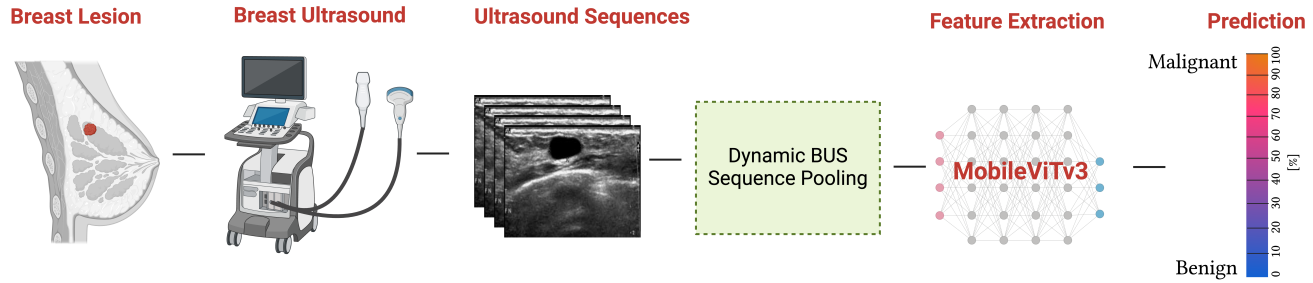 Breast Lesion
Breast Ultrasound
Ultrasound Sequences
Feature Extraction
Prediction
Dynamic BUS
Sequence Pooling
MobileViTv3
Malignant
Benign
100
90
80
70
60
50
40
30
20
10
0
[%]